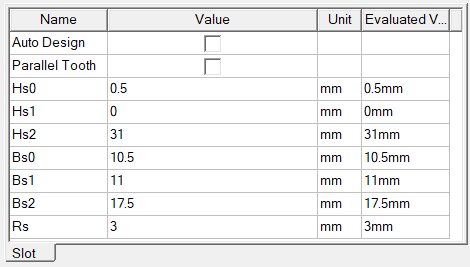 Name Value Unit Evaluated V...
Auto Design
Parallel Tooth
Hs0 0.5 mm 0.5mm
Hs1 0 mm 0mm
Hs2 31 mm 31mm
Bs0 10.5 mm 10.5mm
Bs1 11 mm 11mm
Bs2 17.5 mm 17.5mm
Rs 3 mm 3mm
Slot